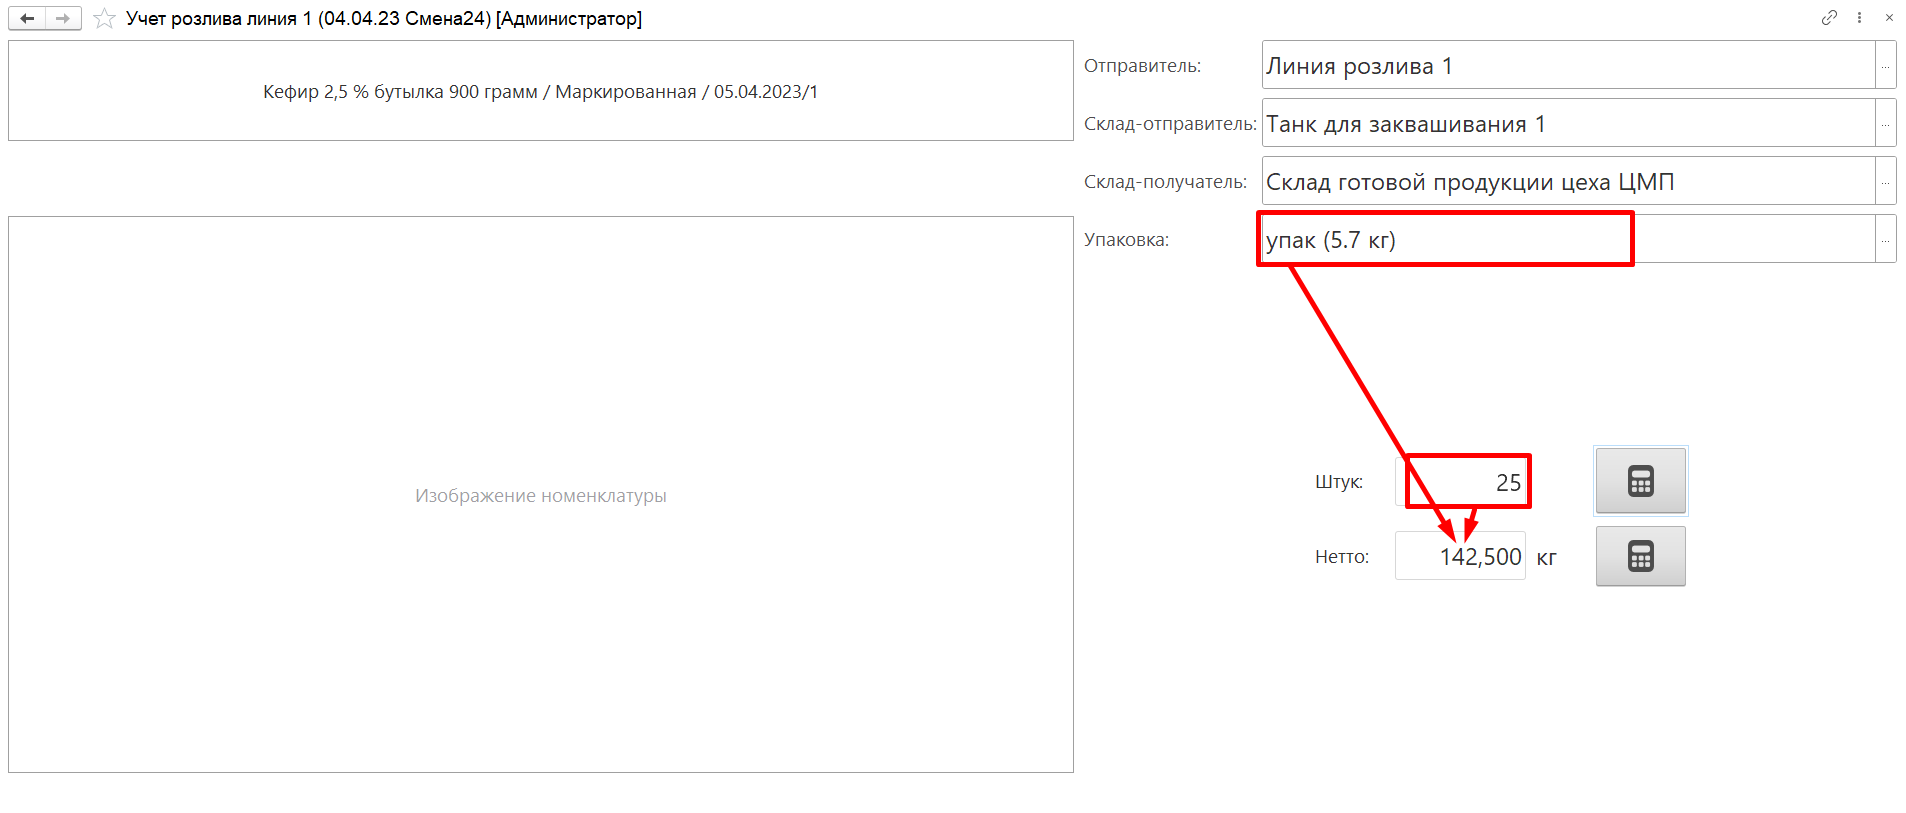 Учет розлива линия 1 (04.04.23 Смена24) [Администратор]
Кефир 2,5 % бутылка 900 грамм / Маркированная / 05.04.2023/1
Изображение номенклатуры
Отправитель: Линия розлива 1 ...
Склад-отправитель: Танк для заквашивания 1 ...
Склад-получатель: Склад готовой продукции цеха ЦМП ...
Упаковка: упак (5.7 кг) ...
Штук: 25
Нетто: 142,500 кг